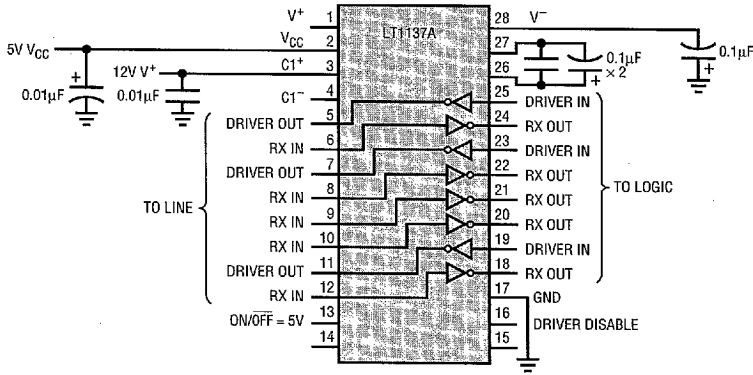 V+ 1 LT1137A 28 V−
VCC 2 27
5V VCC
12V V+ C1+ 3 26 0.1µF × 2 0.1µF
+ 0.01µF 0.01µF + +
C1− 4 25 DRIVER IN
DRIVER OUT 5 24 RX OUT
RX IN 6 23 DRIVER IN
DRIVER OUT 7 22 RX OUT
RX IN 8 21 RX OUT
TO LINE TO LOGIC
RX IN 9 20 RX OUT
RX IN 10 19 DRIVER IN
DRIVER OUT 11 18 RX OUT
RX IN 12 17 GND
ON/OFF = 5V 13 16 DRIVER DISABLE
14 15